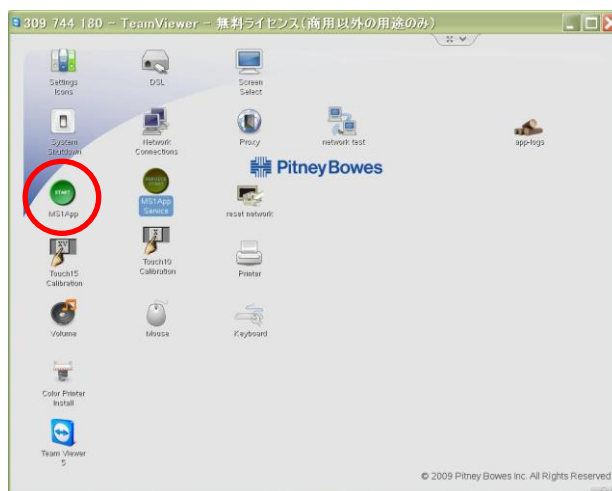 309 744 180 - TeamViewer - 無料ライセンス(商用以外の用途のみ)
Settings
Icons
DSL
Screen
Select
System
Shutdown
Network
Connections
Proxy
network test
app-logs
Pitney Bowes
START
MS1App
SERVICE
START
MS1App
Service
reset network
XV
Touch15
Calibration
X
Touch10
Calibration
Printer
Volume
Mouse
Keyboard
Color Printer
Install
Team Viewer
5
© 2009 Pitney Bowes Inc. All Rights Reserved